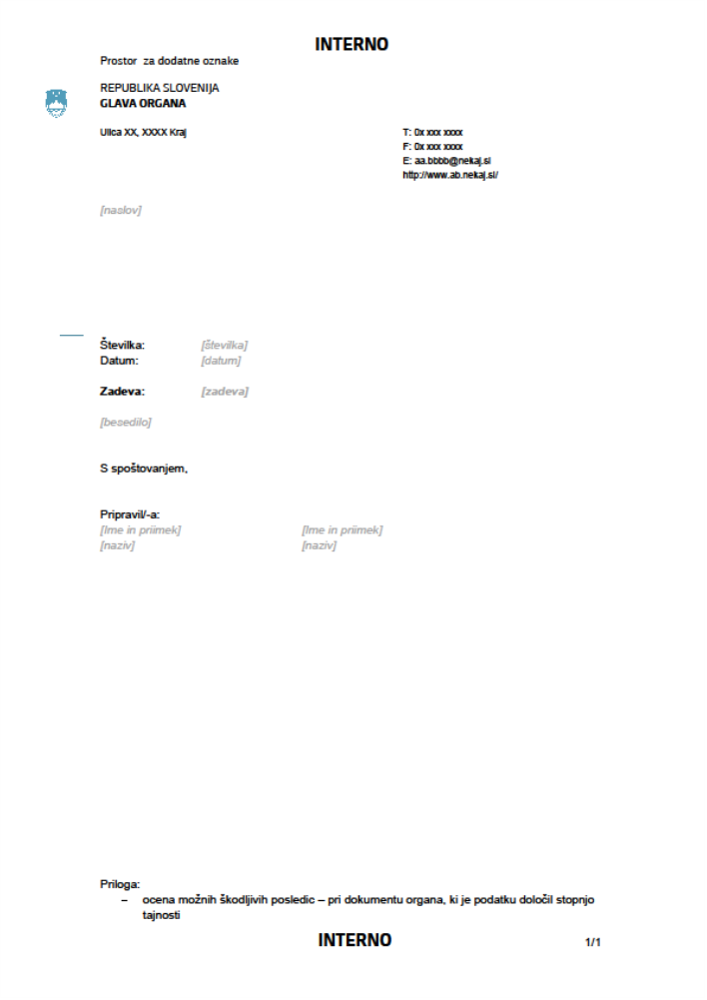 INTERNO
Prostor za dodatne oznake
REPUBLIKA SLOVENIJA
GLAVA ORGANA
Ulica XX, XXXX Kraj
T: 0x xxx xxxx
F: 0x xxx xxxx
E: aa.bbbb@nekaj.si
http://www.ab.nekaj.si/
[naslov]
Številka: [številka]
Datum: [datum]
Zadeva: [zadeva]
[besedilo]
S spoštovanjem,
Pripravil/-a:
[Ime in priimek] [Ime in priimek]
[naziv] [naziv]
Priloga:
– ocena možnih škodljivih posledic – pri dokumentu organa, ki je podatku določil stopnjo
tajnosti
INTERNO 1/1